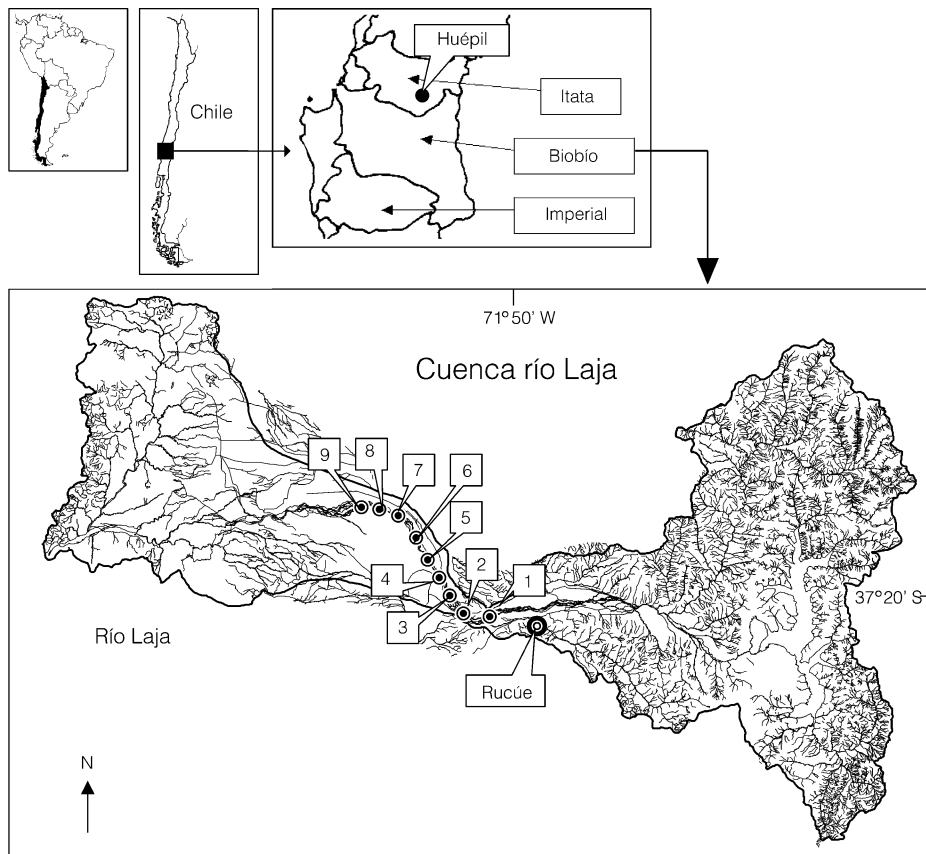 Huépil
Chile
Itata
Biobío
Imperial
71° 50' W
Cuenca río Laja
9
8
7
6
5
4
2
1
3
37° 20' S
Río Laja
Rucúe
N